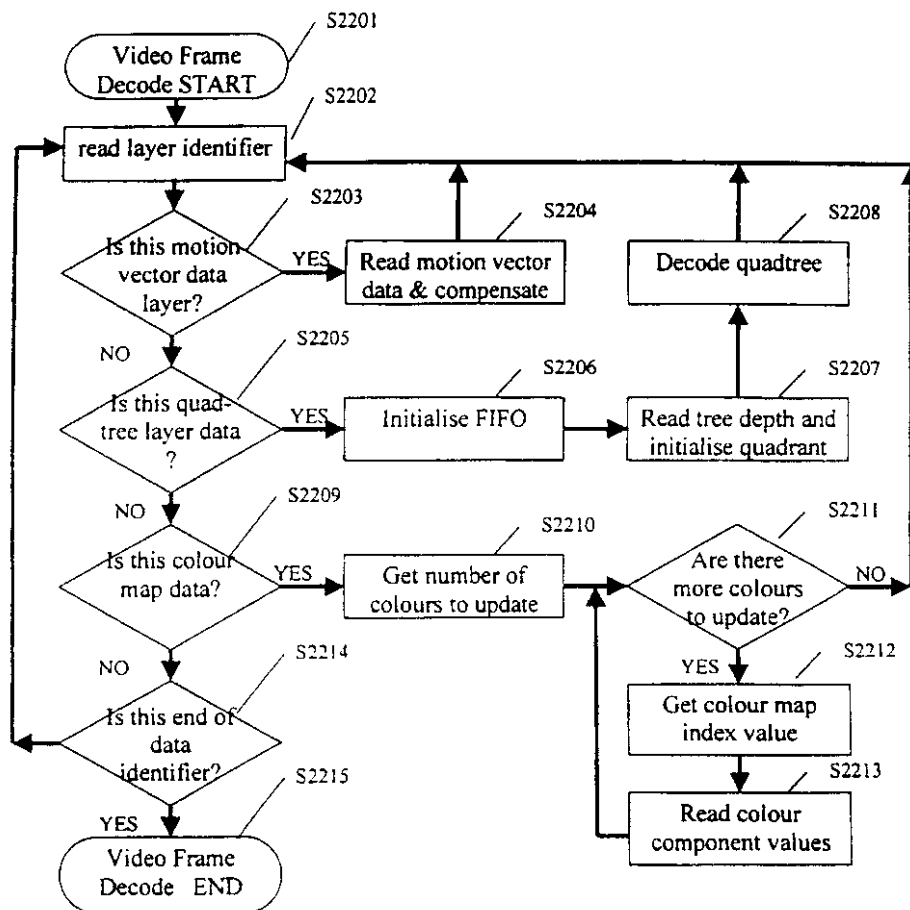 S2201
Video Frame
Decode START
S2202
read layer identifier
S2203
Is this motion
vector data
layer?
YES
S2204
Read motion vector
data & compensate
S2208
Decode quadtree
NO
S2205
Is this quad-
tree layer data
?
YES
S2206
Initialise FIFO
S2207
Read tree depth and
initialise quadrant
NO
S2209
Is this colour
map data?
YES
S2210
Get number of
colours to update
S2211
Are there
more colours
to update?
NO
YES
S2212
Get colour map
index value
S2213
Read colour
component values
NO
S2214
Is this end of
data
identifier?
YES
S2215
Video Frame
Decode END